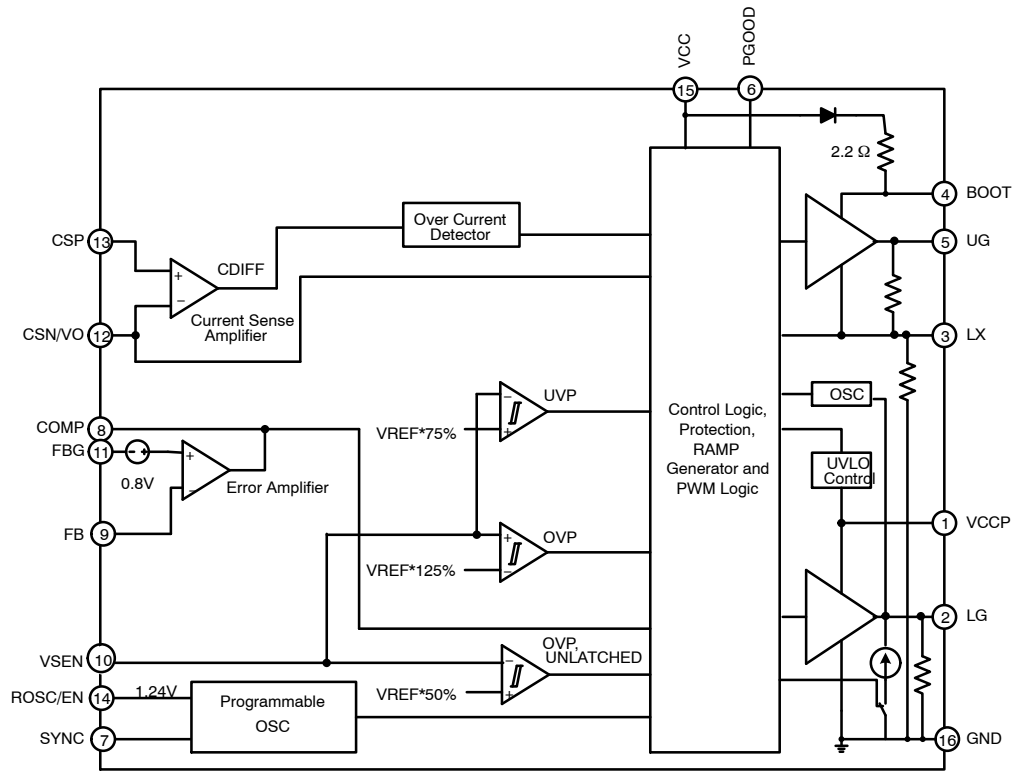 VCC
PGOOD
15
6
2.2 Ω
4
BOOT
CSP
13
Over Current
Detector
5
UG
CDIFF
+
−
Current Sense
Amplifier
CSN/VO
12
3
LX
UVP
−
+
VREF*75%
OSC
Control Logic,
Protection,
RAMP
Generator and
PWM Logic
COMP
8
FBG
11
- +
0.8V
+
−
Error Amplifier
UVLO
Control
FB
9
OVP
+
−
VREF*125%
1
VCCP
2
LG
OVP,
UNLATCHED
VSEN
10
−
+
VREF*50%
ROSC/EN
14
1.24V
Programmable
OSC
SYNC
7
16
GND